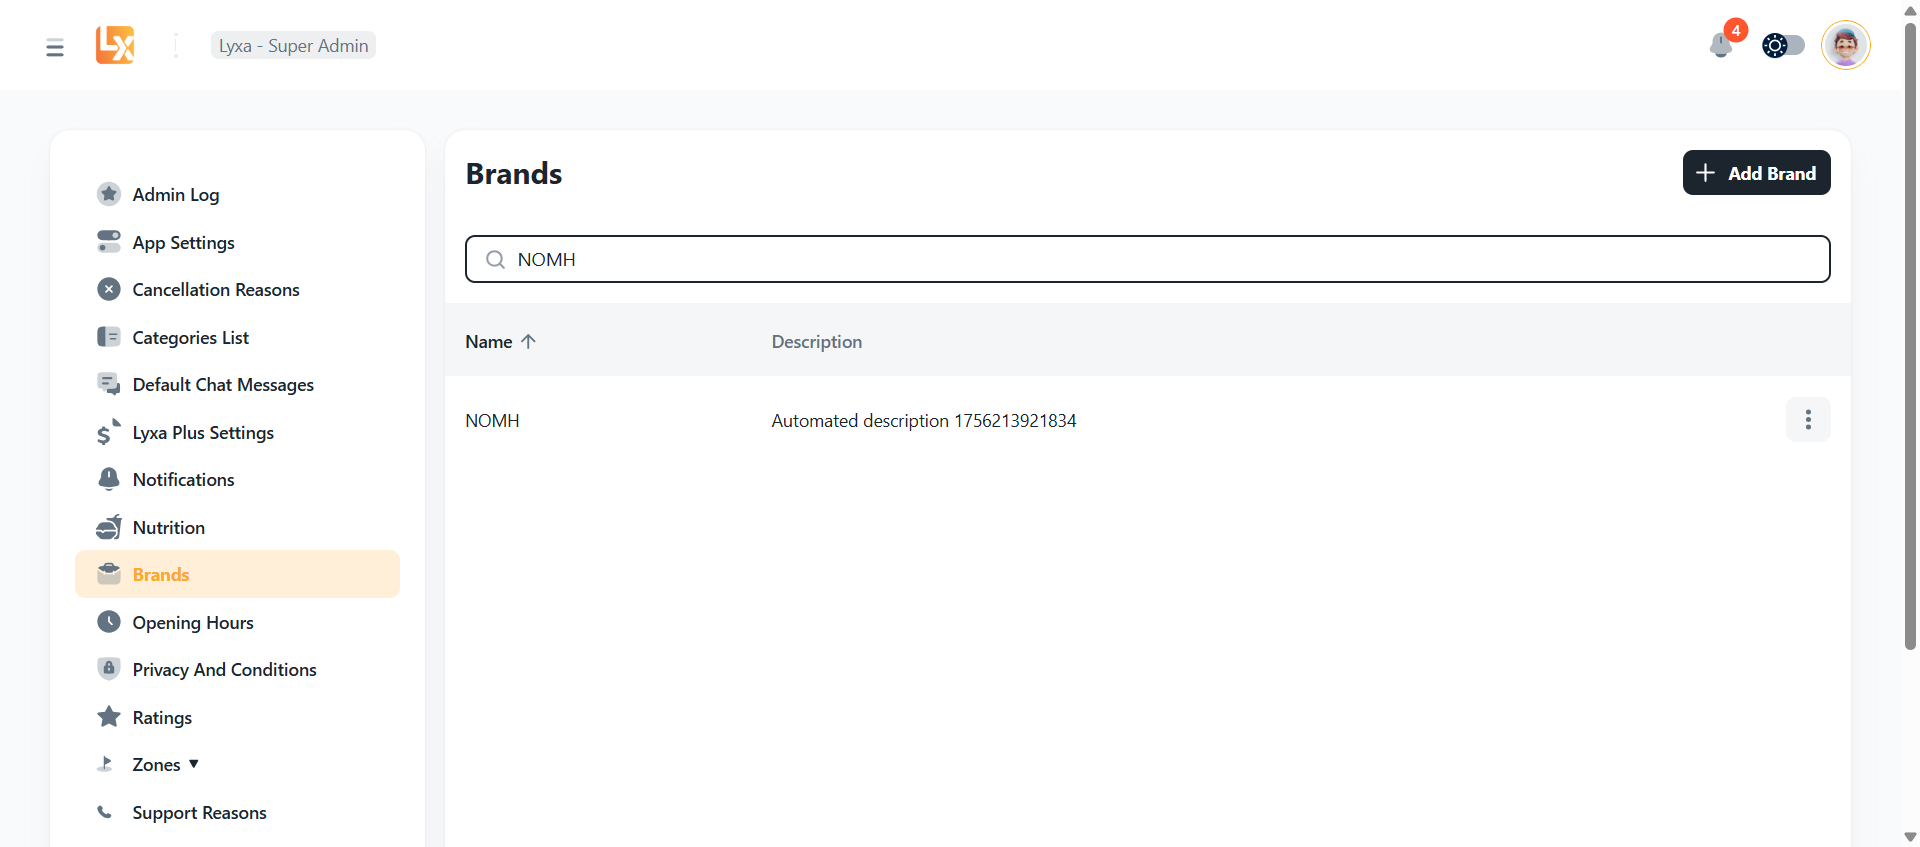 LX
Lyxa - Super Admin
4
Admin Log
App Settings
Cancellation Reasons
Categories List
Default Chat Messages
Lyxa Plus Settings
Notifications
Nutrition
Brands
Opening Hours
Privacy And Conditions
Ratings
Zones ▼
Support Reasons
Brands
+ Add Brand
NOMH
Name ↑ Description
NOMH Automated description 1756213921834